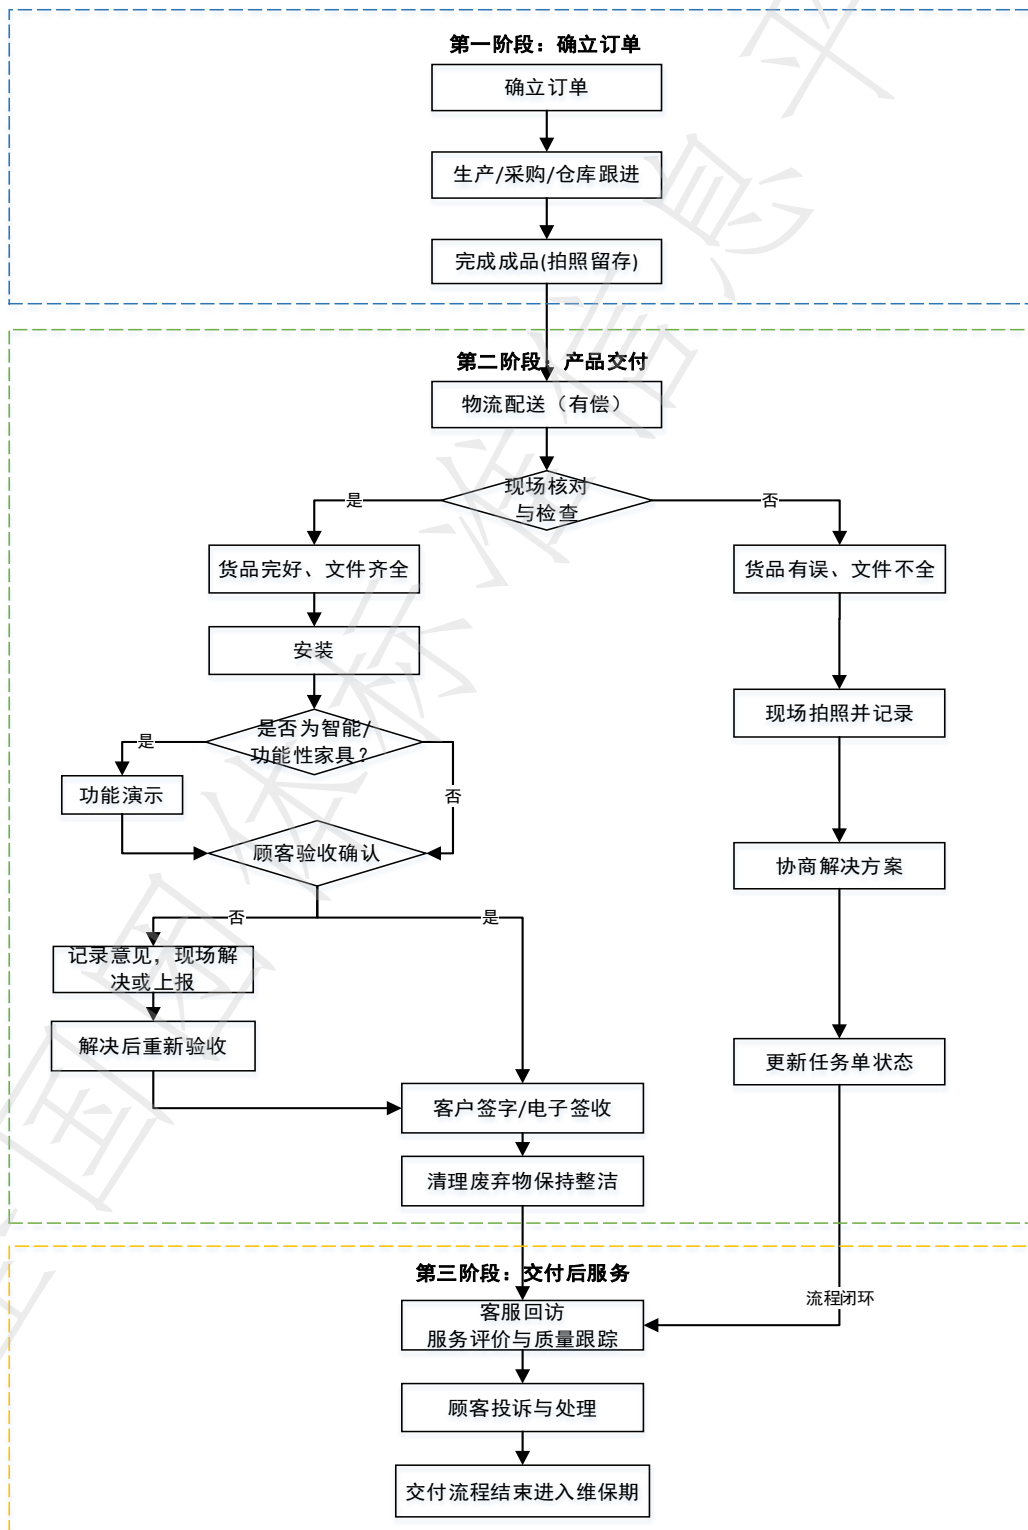 第一阶段：确立订单
确立订单
生产/采购/仓库跟进
完成成品(拍照留存)
第二阶段：产品交付
物流配送（有偿）
现场核对
与检查
是
否
货品完好、文件齐全
货品有误、文件不全
安装
现场拍照并记录
是否为智能/
功能性家具？
是
否
功能演示
顾客验收确认
协商解决方案
否
是
记录意见，现场解
决或上报
解决后重新验收
更新任务单状态
客户签字/电子签收
清理废弃物保持整洁
第三阶段：交付后服务
流程闭环
客服回访
服务评价与质量跟踪
顾客投诉与处理
交付流程结束进入维保期
国团体标准信息平